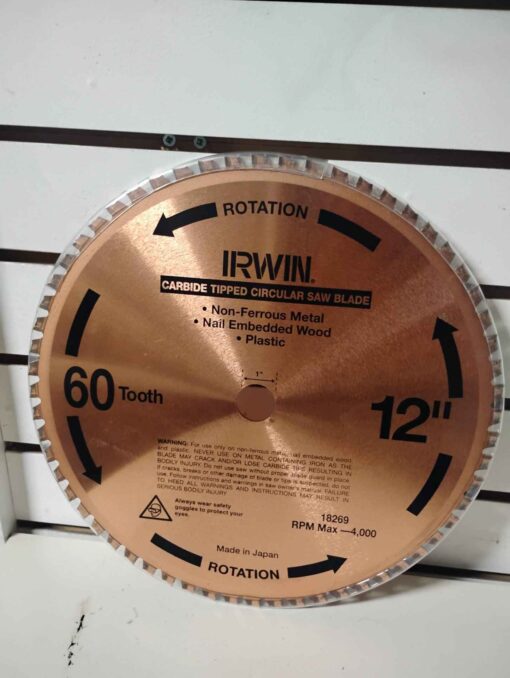 ROTATION
IRWIN.
CARBIDE TIPPED CIRCULAR SAW BLADE
• Non-Ferrous Metal
• Nail Embedded Wood
• Plastic
1"
60 Tooth
12"
WARNING: For use only on non-ferrous metal, nail embedded wood
and plastic. NEVER USE ON METAL CONTAINING IRON AS THE
BLADE MAY CRACK AND/OR LOSE CARBIDE TIPS RESULTING IN
BODILY INJURY. Do not use saw without proper blade guard in place.
If cracks, breaks or other damage of blade or tips is suspected, do not
use. Follow instructions and warnings in saw owner's manual. FAILURE
TO HEED ALL WARNINGS AND INSTRUCTIONS MAY RESULT IN
SERIOUS BODILY INJURY.
Always wear safety
goggles to protect your
eyes.
18269
RPM Max —4,000
Made in Japan
ROTATION